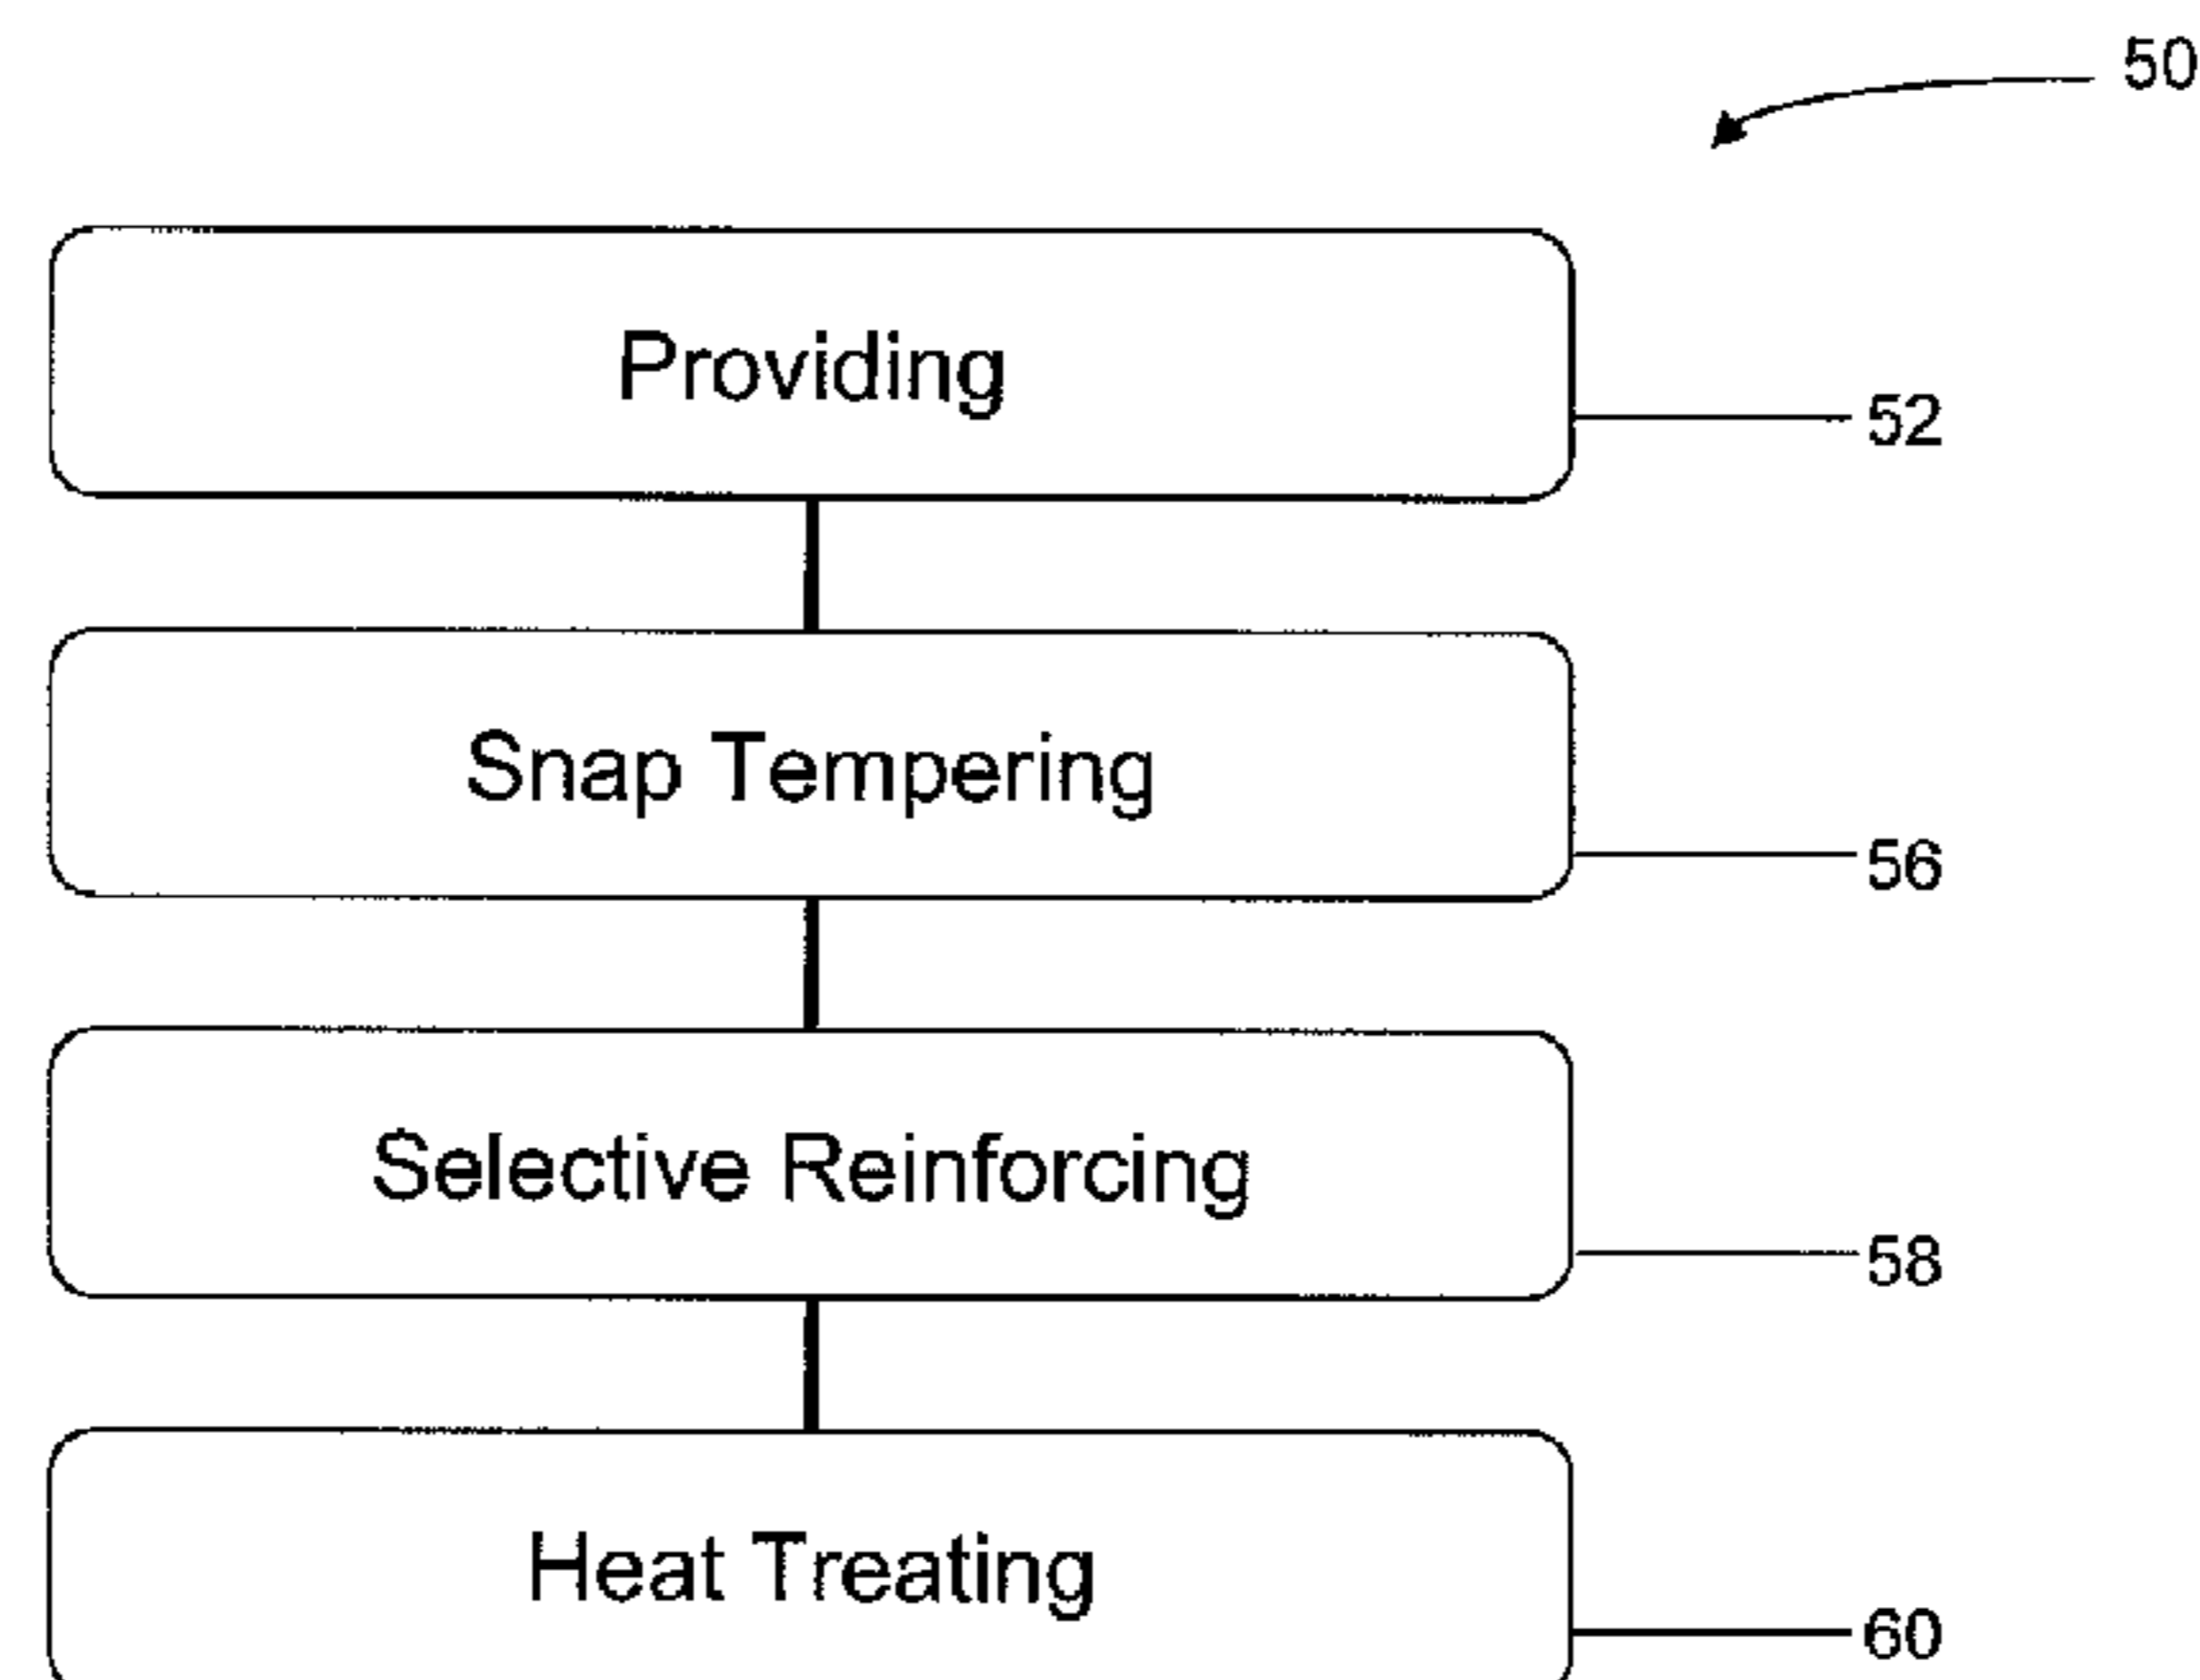 50
Providing
52
Snap Tempering
56
Selective Reinforcing
58
Heat Treating
60